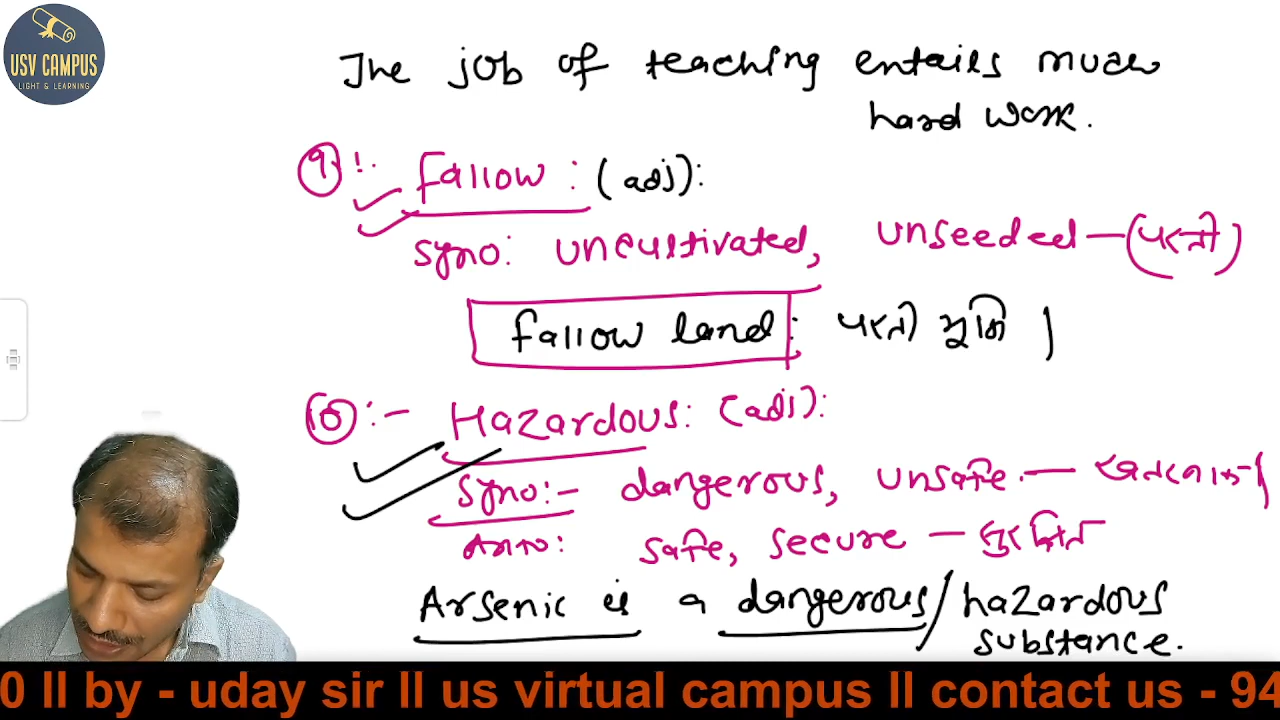 USV CAMPUS
LIGHT & LEARNING
The job of teaching entails much
hard work.
9 :- Fallow : (adj):
Syno: uncultivated, unseeded – (परती)
Fallow land : परती भूमि |
10 :- Hazardous: (adj):
Syno:- dangerous, unsafe. – खतरनाक |
Anto: safe, secure – सुरक्षित
Arsenic is a dangerous/hazardous
substance.
0 ll by - uday sir ll us virtual campus ll contact us - 94